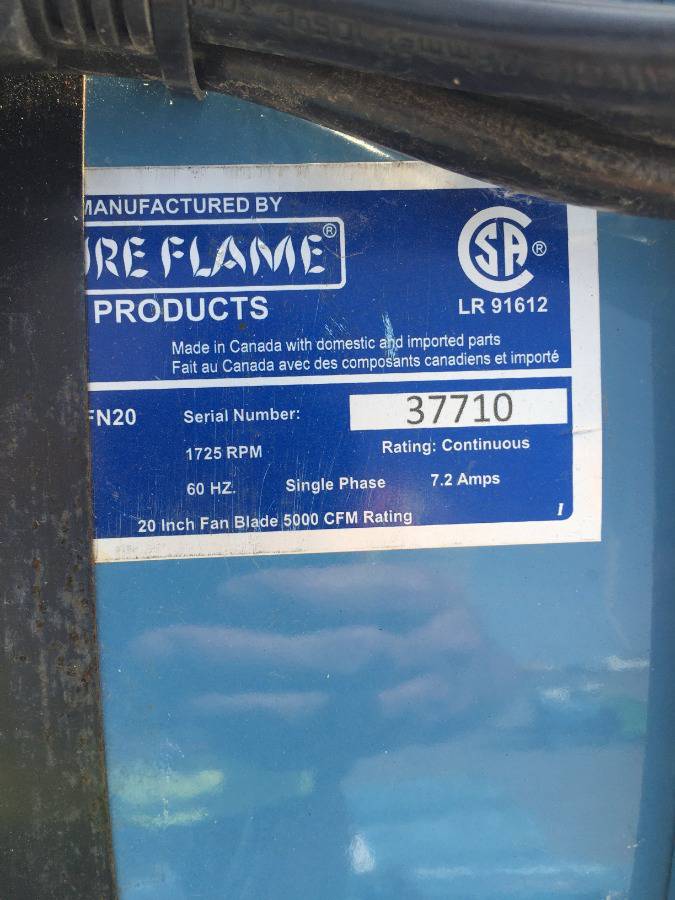 MANUFACTURED BY
URE FLAME®
PRODUCTS
CSA®
LR 91612
Made in Canada with domestic and imported parts
Fait au Canada avec des composants canadiens et importé
FN20 Serial Number: 37710
1725 RPM Rating: Continuous
60 HZ. Single Phase 7.2 Amps
20 Inch Fan Blade 5000 CFM Rating
I